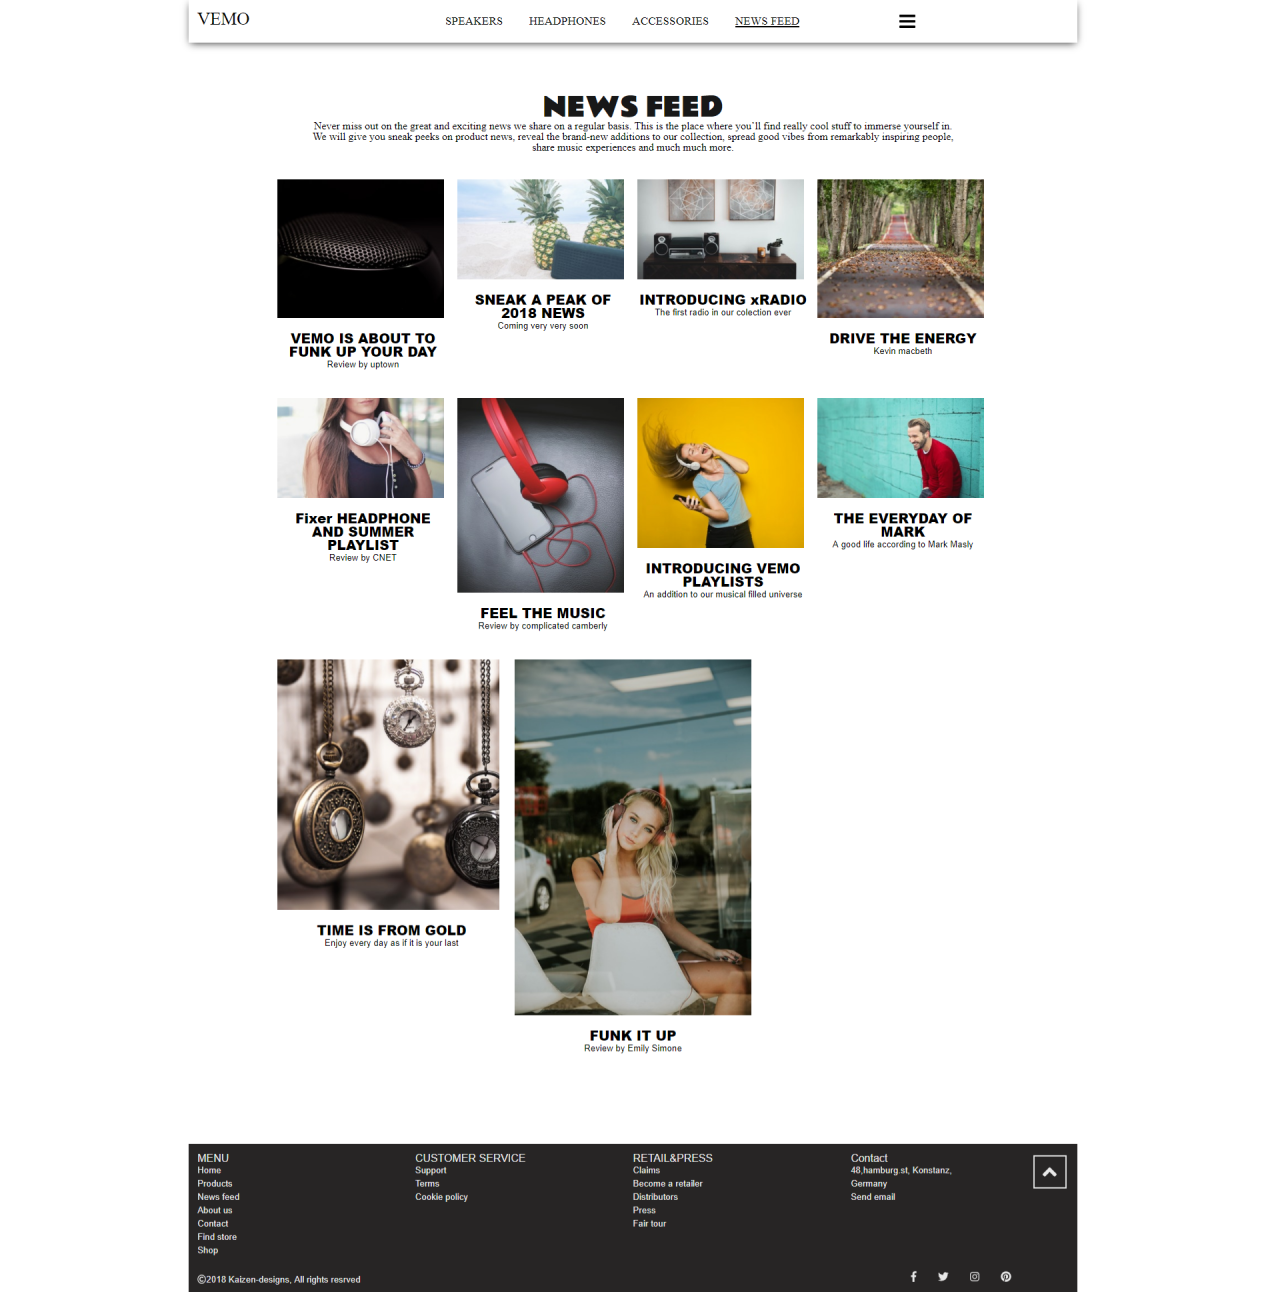 VEMO
SPEAKERS
HEADPHONES
ACCESSORIES
NEWS FEED
NEWS FEED
Never miss out on the great and exciting news we share on a regular basis. This is the place where you'll find really cool stuff to immerse yourself in.
We will give you sneak peeks on product news, reveal the brand-new additions to our collection, spread good vibes from remarkably inspiring people,
share music experiences and much much more.
VEMO IS ABOUT TO
FUNK UP YOUR DAY
Review by uptown
SNEAK A PEAK OF
2018 NEWS
Coming very very soon
INTRODUCING xRADIO
The first radio in our colection ever
DRIVE THE ENERGY
Kevin macbeth
Fixer HEADPHONE
AND SUMMER
PLAYLIST
Review by CNET
FEEL THE MUSIC
Review by complicated camberly
INTRODUCING VEMO
PLAYLISTS
An addition to our musical filled universe
THE EVERYDAY OF
MARK
A good life according to Mark Masly
TIME IS FROM GOLD
Enjoy every day as if it is your last
FUNK IT UP
Review by Emily Simone
MENU
Home
Products
News feed
About us
Contact
Find store
Shop
CUSTOMER SERVICE
Support
Terms
Cookie policy
RETAIL&PRESS
Claims
Become a retailer
Distributors
Press
Fair tour
Contact
48,hamburg.st, Konstanz,
Germany
Send email
©2018 Kaizen-designs, All rights resrved